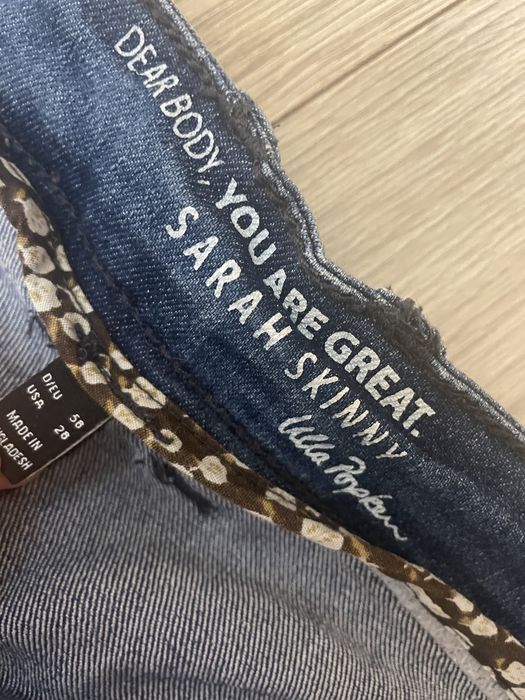 DEAR BODY, YOU ARE GREAT.
SARAH SKINNY
Ulla Popken
D/EU 58
USA 28
MADE IN